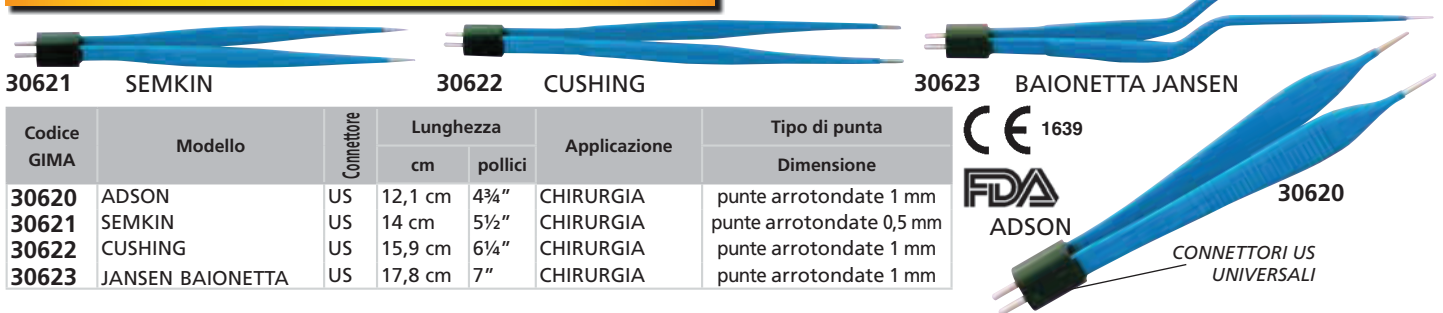 30621 SEMKIN
30622 CUSHING
30623 BAIONETTA JANSEN
Codice GIMA | Modello | Connettore | Lunghezza | Applicazione | Tipo di punta
cm | pollici | Dimensione
30620 ADSON US 12,1 cm 4¾” CHIRURGIA punte arrotondate 1 mm
30621 SEMKIN US 14 cm 5½” CHIRURGIA punte arrotondate 0,5 mm
30622 CUSHING US 15,9 cm 6¼” CHIRURGIA punte arrotondate 1 mm
30623 JANSEN BAIONETTA US 17,8 cm 7” CHIRURGIA punte arrotondate 1 mm
CE 1639
FDA
ADSON
30620
CONNETTORI US
UNIVERSALI